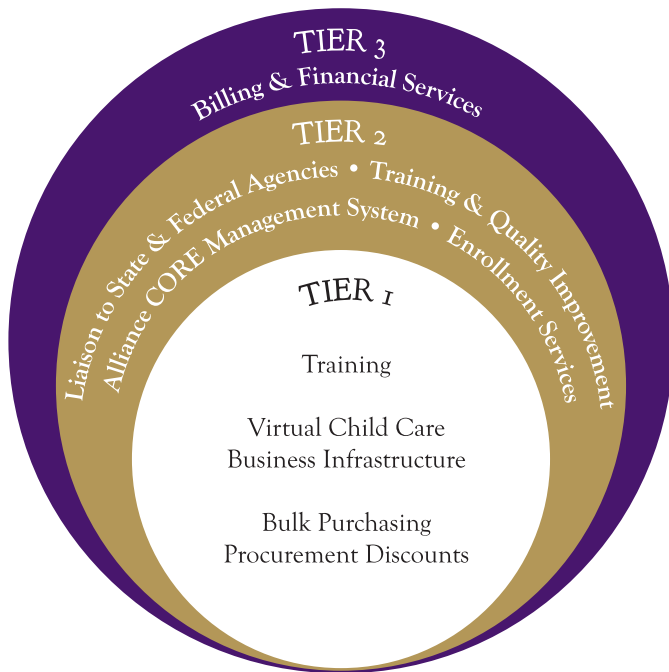 TIER 3
Billing & Financial Services
TIER 2
Liaison to State & Federal Agencies • Training & Quality Improvement
Alliance CORE Management System • Enrollment Services
TIER 1
Training
Virtual Child Care
Business Infrastructure
Bulk Purchasing
Procurement Discounts